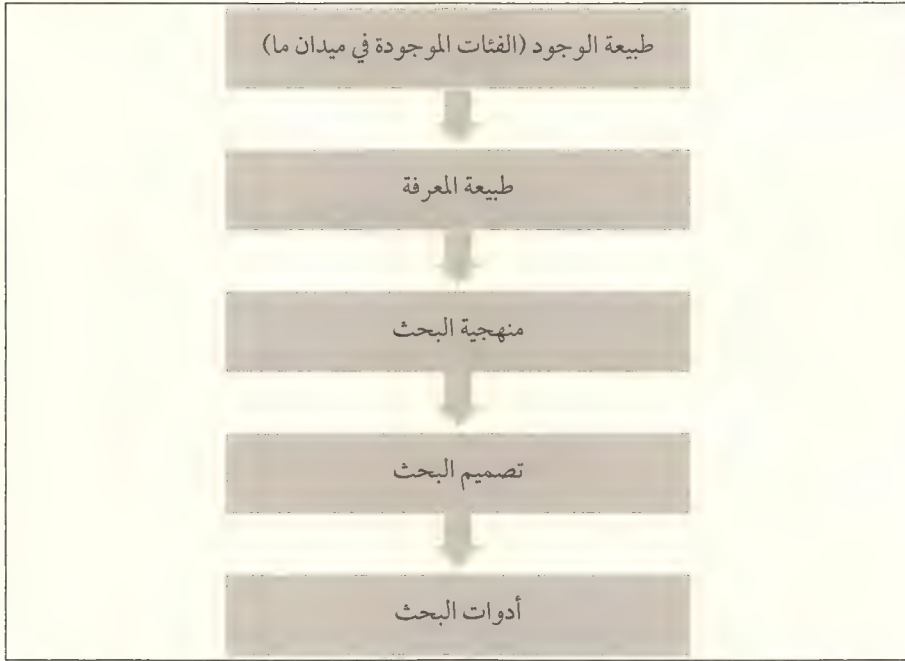 طبيعة الوجود (الفئات الموجودة في ميدان ما)
طبيعة المعرفة
منهجية البحث
تصميم البحث
أدوات البحث